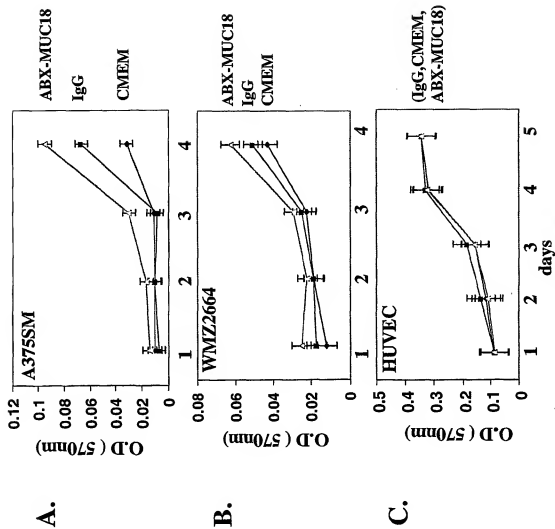 A.
A375SM
O.D ( 570nm)
0.12
0.1
0.08
0.06
0.04
0.02
0
1 2 3 4
ABX-MUC18
IgG
CMEM
B.
WMZ2664
O.D ( 570nm)
0.08
0.06
0.04
0.02
0
1 2 3 4
ABX-MUC18
IgG
CMEM
C.
HUVEC
O.D ( 570nm)
0.5
0.4
0.3
0.2
0.1
0
1 2 3 4 5
days
(IgG,CMEM,
ABX-MUC18)